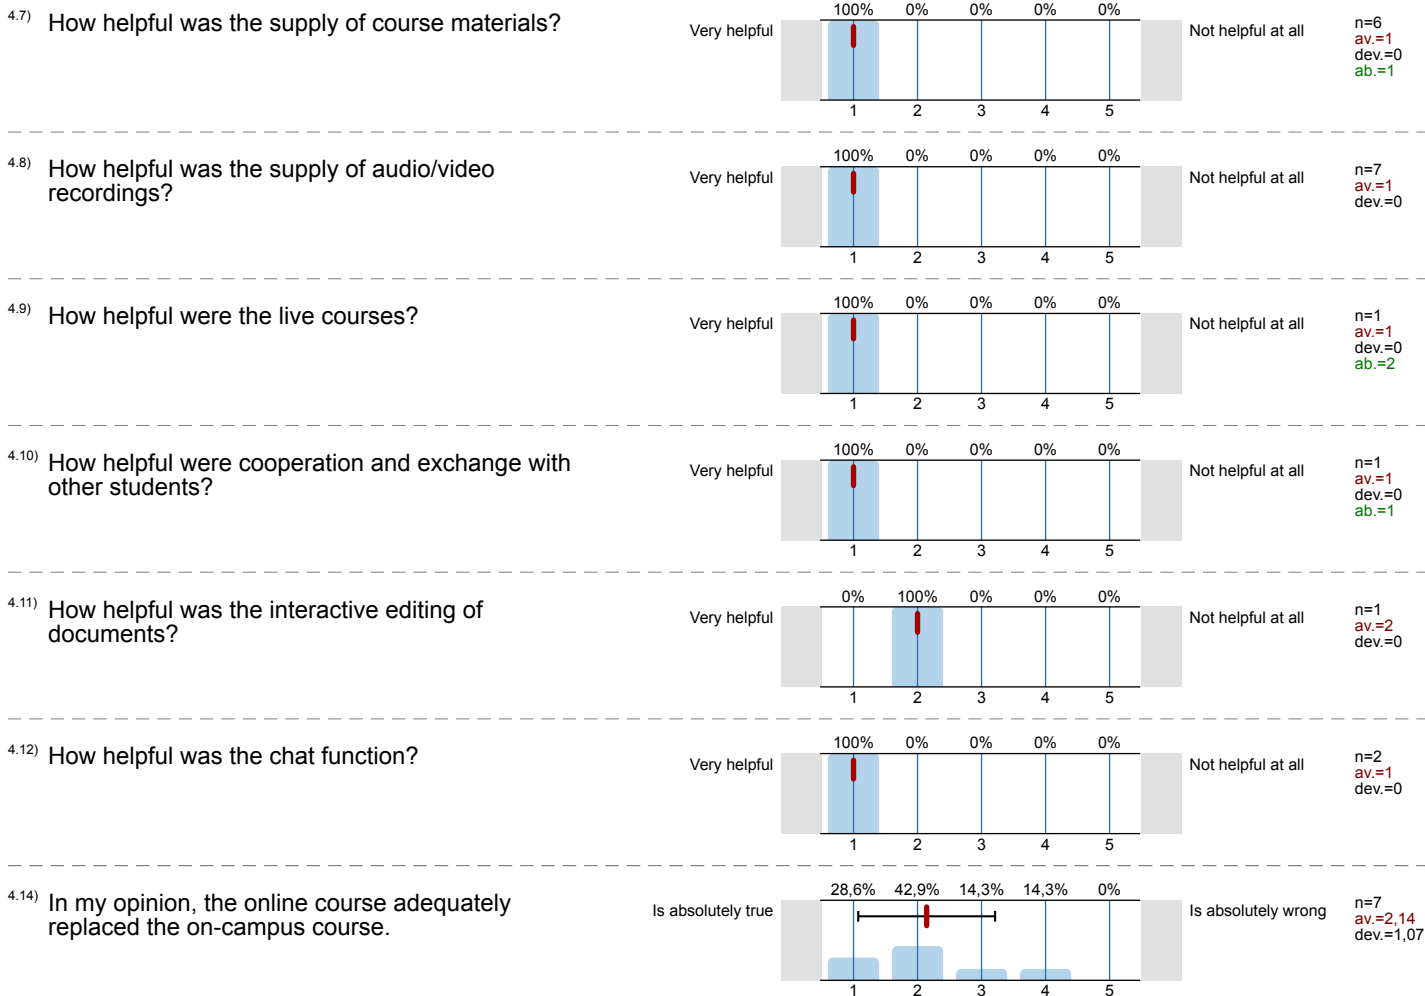 4.7) How helpful was the supply of course materials?
Very helpful
100% 0% 0% 0% 0%
1 2 3 4 5
Not helpful at all
n=6
av.=1
dev.=0
ab.=1
4.8) How helpful was the supply of audio/video
recordings?
Very helpful
100% 0% 0% 0% 0%
1 2 3 4 5
Not helpful at all
n=7
av.=1
dev.=0
4.9) How helpful were the live courses?
Very helpful
100% 0% 0% 0% 0%
1 2 3 4 5
Not helpful at all
n=1
av.=1
dev.=0
ab.=2
4.10) How helpful were cooperation and exchange with
other students?
Very helpful
100% 0% 0% 0% 0%
1 2 3 4 5
Not helpful at all
n=1
av.=1
dev.=0
ab.=1
4.11) How helpful was the interactive editing of
documents?
Very helpful
0% 100% 0% 0% 0%
1 2 3 4 5
Not helpful at all
n=1
av.=2
dev.=0
4.12) How helpful was the chat function?
Very helpful
100% 0% 0% 0% 0%
1 2 3 4 5
Not helpful at all
n=2
av.=1
dev.=0
4.14) In my opinion, the online course adequately
replaced the on-campus course.
Is absolutely true
28,6% 42,9% 14,3% 14,3% 0%
1 2 3 4 5
Is absolutely wrong
n=7
av.=2,14
dev.=1,07